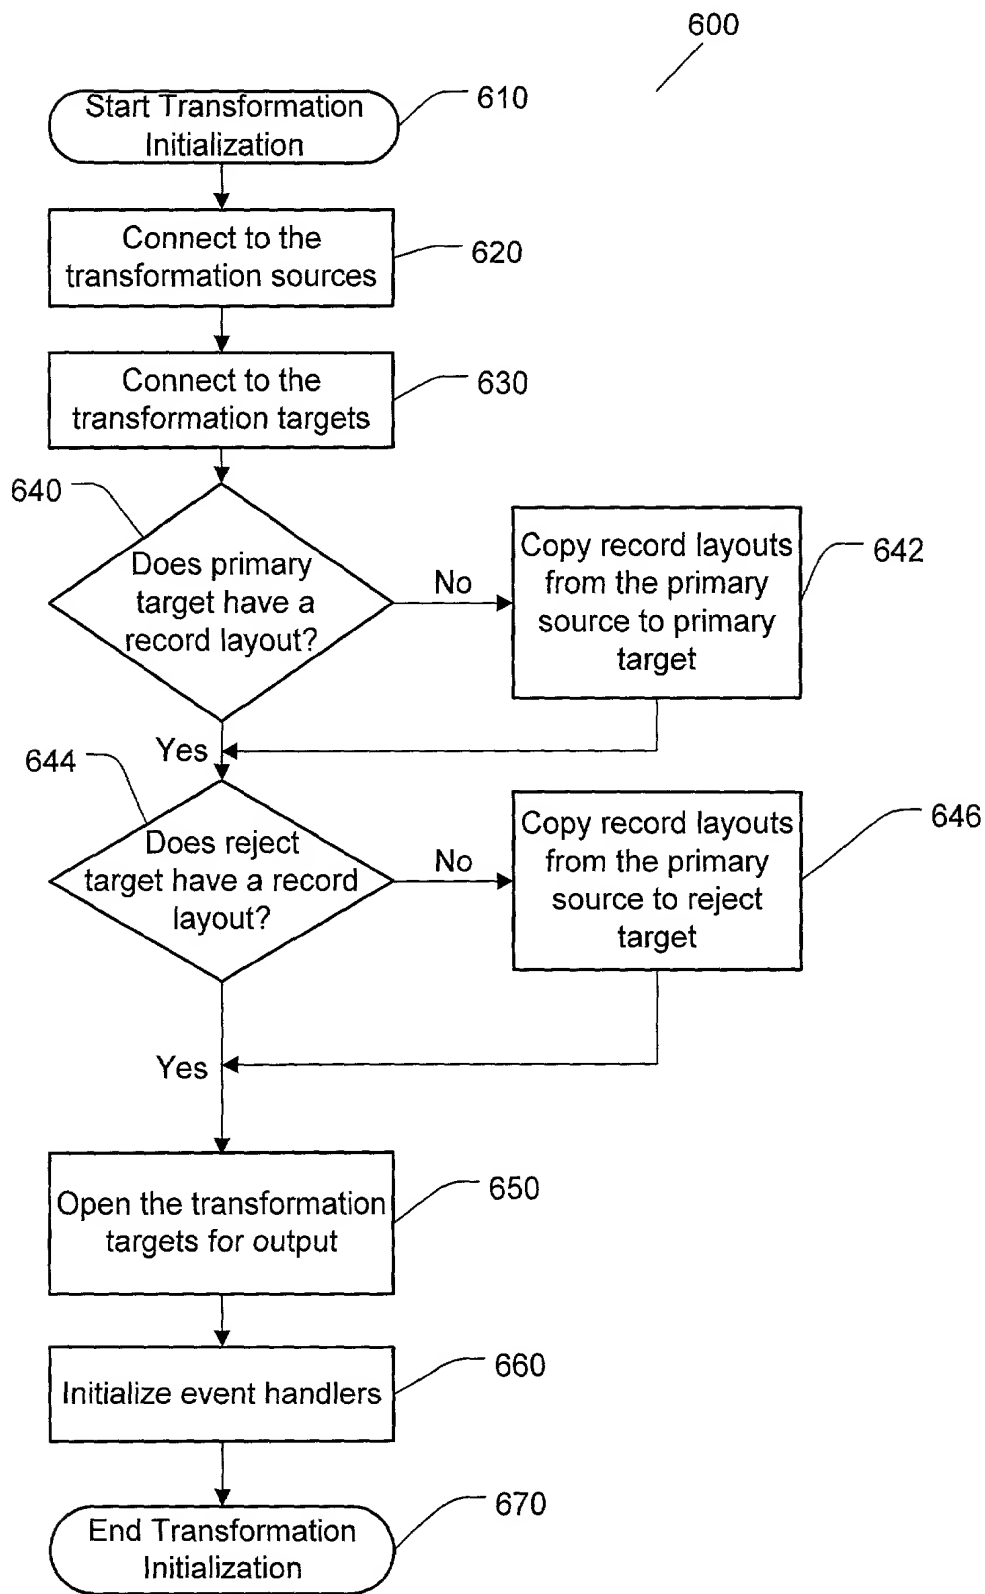 600
Start Transformation
Initialization
610
Connect to the
transformation sources
620
Connect to the
transformation targets
630
640
Does primary
target have a
record layout?
No
Copy record layouts
from the primary
source to primary
target
642
Yes
644
Does reject
target have a record
layout?
No
Copy record layouts
from the primary
source to reject
target
646
Yes
Open the transformation
targets for output
650
Initialize event handlers
660
End Transformation
Initialization
670